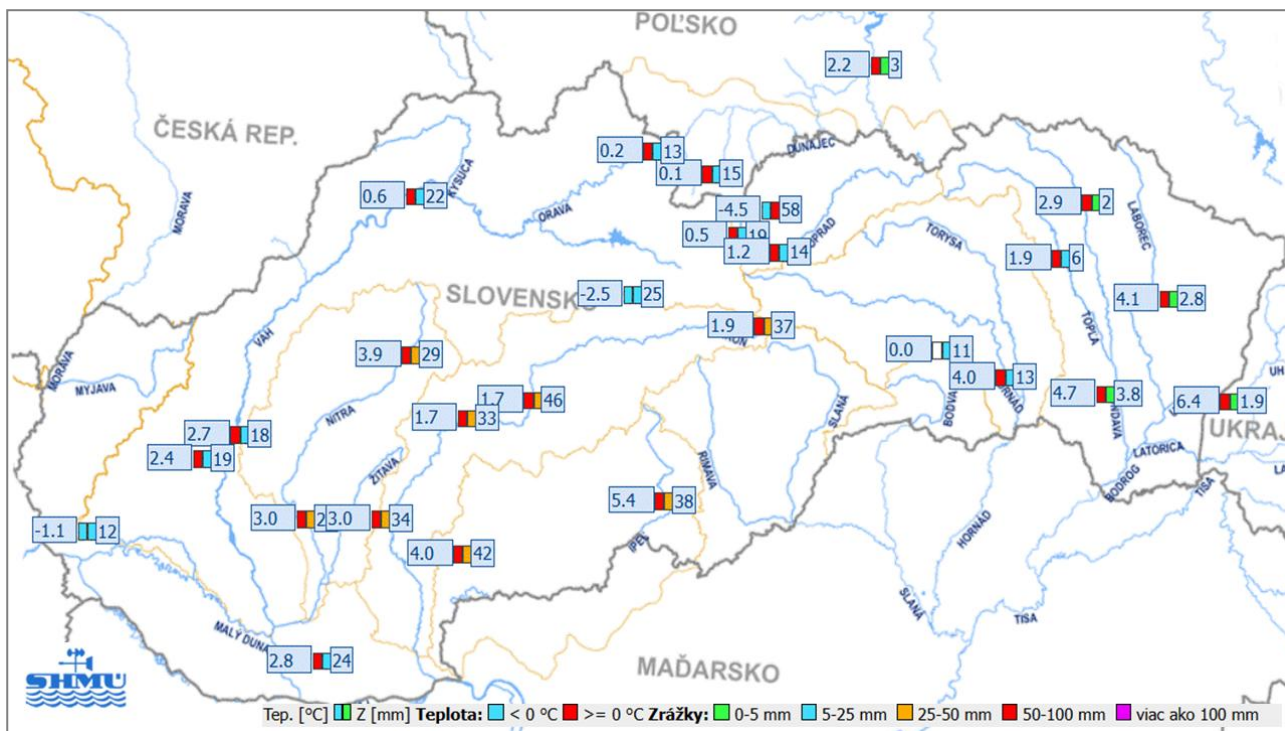 POĽSKO
2.2 3
ČESKÁ REP.
0.2 13
DUNAJEC
0.1 15
KYSUCA
0.6 22
MORAVA
ORAVA
-4.5 58
2.9 2
LABOREC
0.5 19
POPRAD
TORYSA
1.2 14
1.9 6
SLOVENSKO
-2.5 25
4.1 2.8
VÁH
1.9 37
TOPĽA
3.9 29
0.0 11
MORAVA
MYJAVA
4.0 13
BODVA
UH
NITRA
1.7 46
SLANÁ
4.7 3.8
6.4 1.9
1.7 33
UKRAJ
2.7 18
LATORICA
2.4 19
ŽITAVA
RIMAVA
BODROG
TISA
5.4 38
3.0 3.0 34
-1.1 12
HORNÁD
IPEĽ
4.0 42
SLANÁ
TISA
MALÝ DUNA
2.8 24
MAĎARSKO
SHMÚ
Tep. [°C] Z [mm] Teplota: < 0 °C >= 0 °C Zrážky: 0-5 mm 5-25 mm 25-50 mm 50-100 mm viac ako 100 mm